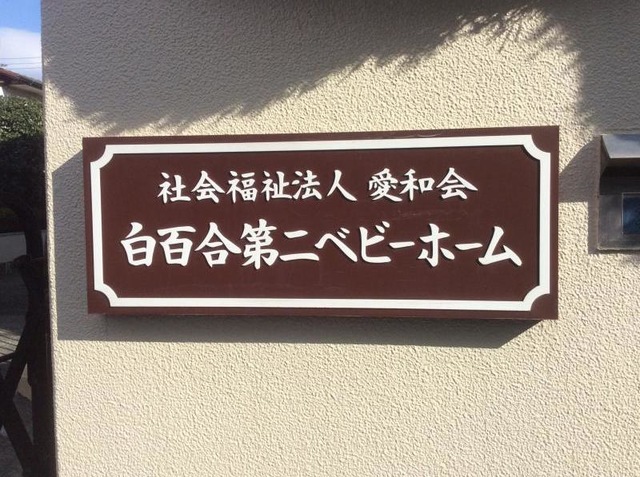 社会福祉法人 愛和会
白百合第二ベビーホーム